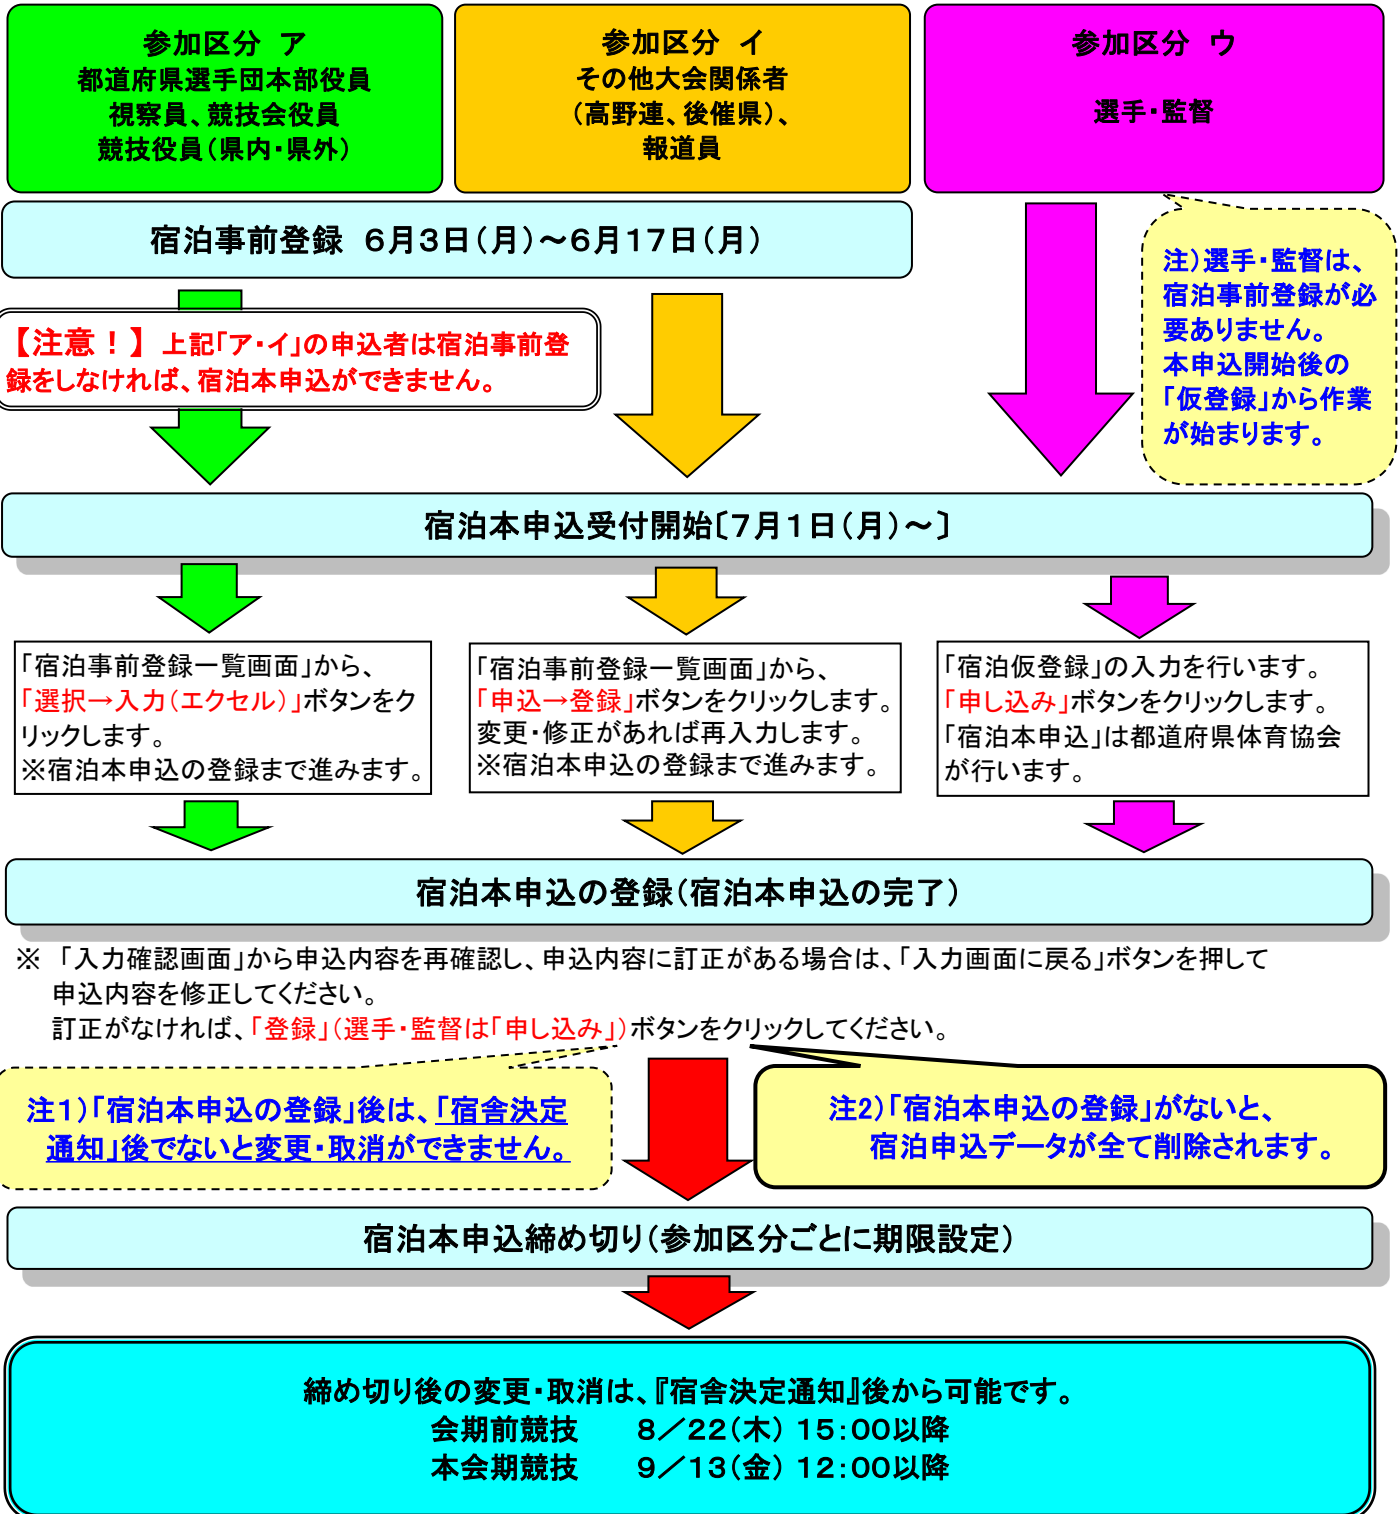 参加区分　ア
都道府県選手団本部役員
視察員、競技会役員
競技役員（県内・県外）
参加区分　イ
その他大会関係者
（高野連、後催県）、
報道員
参加区分　ウ
選手・監督
宿泊事前登録　６月３日（月）～６月１７日（月）
注）選手・監督は、
宿泊事前登録が必
要ありません。
本申込開始後の
「仮登録」から作業
が始まります。
【注意！】上記「ア・イ」の申込者は宿泊事前登
録をしなければ、宿泊本申込ができません。
宿泊本申込受付開始〔７月１日（月）～〕
「宿泊事前登録一覧画面」から、
「選択→入力（エクセル）」ボタンをク
リックします。
※宿泊本申込の登録まで進みます。
「宿泊事前登録一覧画面」から、
「申込→登録」ボタンをクリックします。
変更・修正があれば再入力します。
※宿泊本申込の登録まで進みます。
「宿泊仮登録」の入力を行います。
「申し込み」ボタンをクリックします。
「宿泊本申込」は都道府県体育協会
が行います。
宿泊本申込の登録（宿泊本申込の完了）
※　「入力確認画面」から申込内容を再確認し、申込内容に訂正がある場合は、「入力画面に戻る」ボタンを押して
申込内容を修正してください。
訂正がなければ、「登録」（選手・監督は「申し込み」）ボタンをクリックしてください。
注１）「宿泊本申込の登録」後は、「宿舎決定
通知」後でないと変更・取消ができません。
注2）「宿泊本申込の登録」がないと、
宿泊申込データが全て削除されます。
宿泊本申込締め切り（参加区分ごとに期限設定）
締め切り後の変更・取消は、『宿舎決定通知』後から可能です。
会期前競技　　８／２２（木）１５：００以降
本会期競技　　９／１３（金）１２：００以降